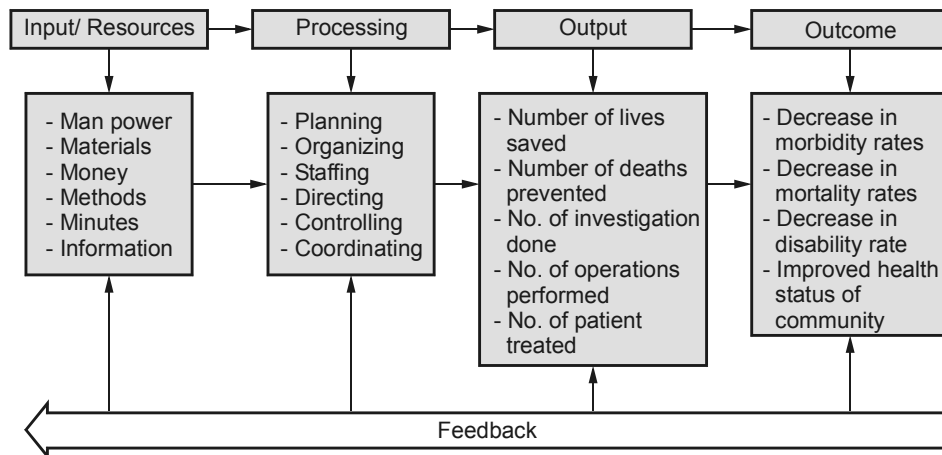 Input/ Resources
Processing
Output
Outcome
- Man power
- Materials
- Money
- Methods
- Minutes
- Information
- Planning
- Organizing
- Staffing
- Directing
- Controlling
- Coordinating
- Number of lives
saved
- Number of deaths
prevented
- No. of investigation
done
- No. of operations
performed
- No. of patient
treated
- Decrease in
morbidity rates
- Decrease in
mortality rates
- Decrease in
disability rate
- Improved health
status of
community
Feedback